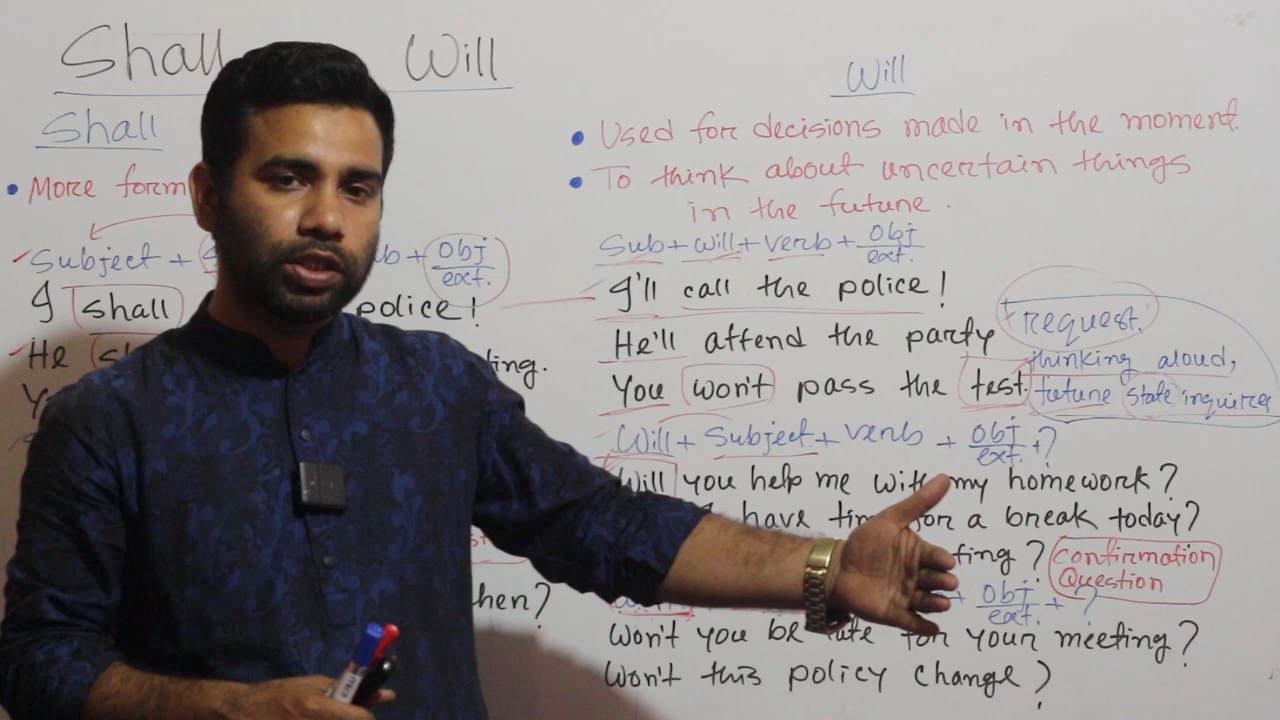 Shall Will
Shall
• More form
Subject + b + Obj/ext.
I shall police!
He ting.
hen?
Will
• Used for decisions made in the moment.
• To think about uncertain things
in the future.
Sub + will + verb + Obj/ext.
I'll call the police!
He'll attend the party
You won't pass the test.
request.
thinking aloud,
future state inquires
Will + Subject + verb + Obj/ext. + ?
Will you help me with my homework?
have time for a break today?
ting?
Confirmation
Question
+ Obj/ext. + ?
Won't you be late for your meeting?
Won't this policy change?